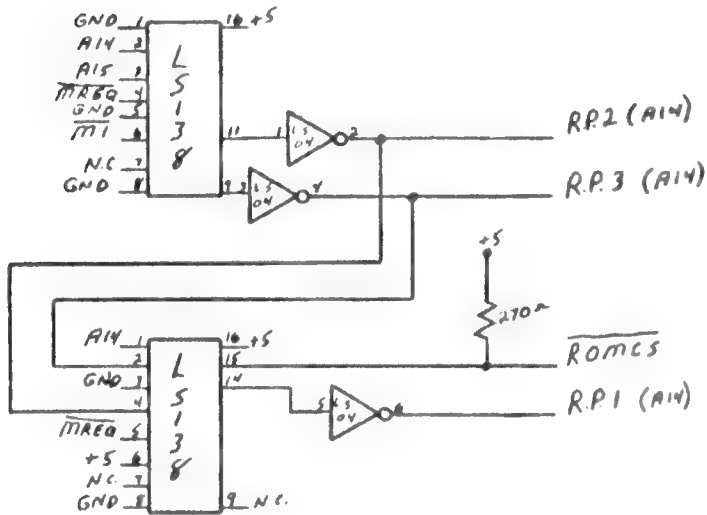 GND 1
A14 2
A15 3
MREQ 4
GND 5
M1 6
N.C 7
GND 8
LS138
16 +5
11
9
1 LS04 2
3 LS04 4
R.P.2 (A14)
R.P.3 (A14)
+5
270Ω
ROMCS
R.P.1 (A14)
A14 1
2
GND 3
4
MREQ 5
+5 6
N.C. 7
GND 8
LS138
16 +5
15
14
9 N.C.
5 LS04 6